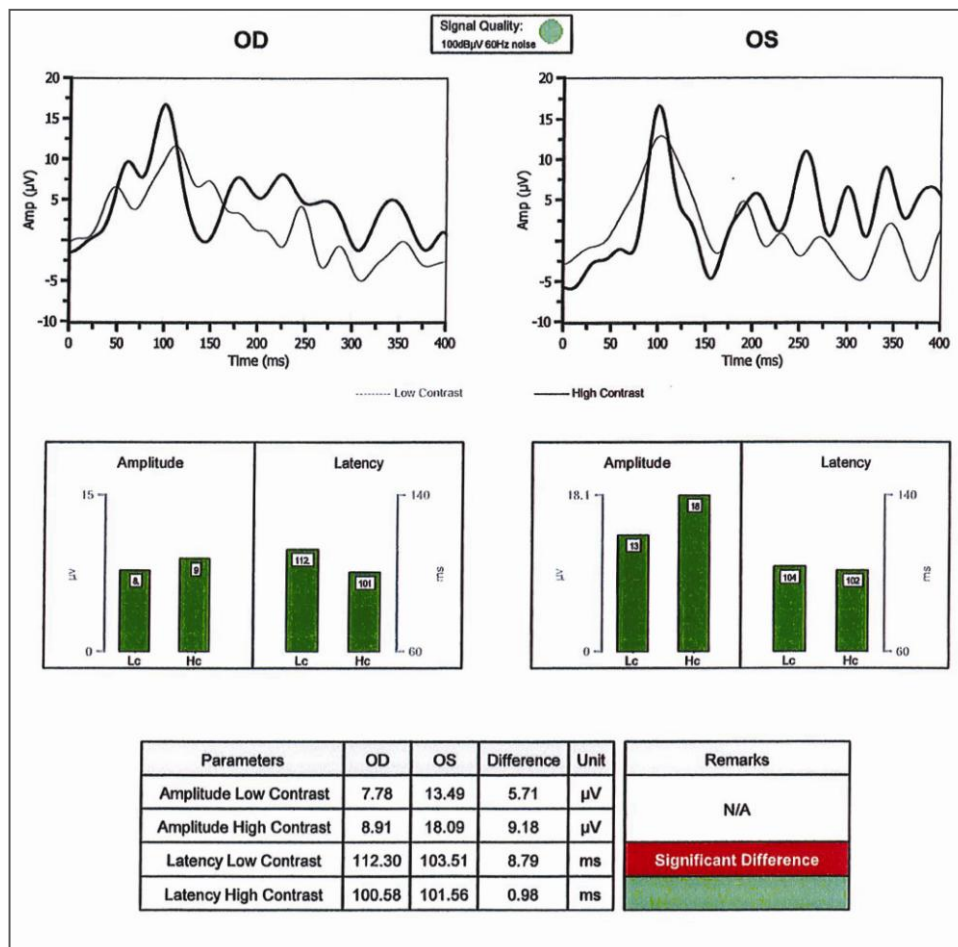 Signal Quality:
100dBµV 60Hz noise
OD
OS
20
15
10
5
-5
-10
Amp (µV)
0 50 100 150 200 250 300 350 400
Time (ms)
20
15
10
5
-5
-10
Amp (µV)
0 50 100 150 200 250 300 350 400
Time (ms)
Low Contrast
High Contrast
Amplitude
Latency
15
µV
0
8.
9
Lc
Hc
112.
101
Lc
Hc
140
ms
60
Amplitude
Latency
18.1
µV
0
13
18
Lc
Hc
104
102
Lc
Hc
140
ms
60
Parameters OD OS Difference Unit
Amplitude Low Contrast 7.78 13.49 5.71 µV
Amplitude High Contrast 8.91 18.09 9.18 µV
Latency Low Contrast 112.30 103.51 8.79 ms
Latency High Contrast 100.58 101.56 0.98 ms
Remarks
N/A
Significant Difference